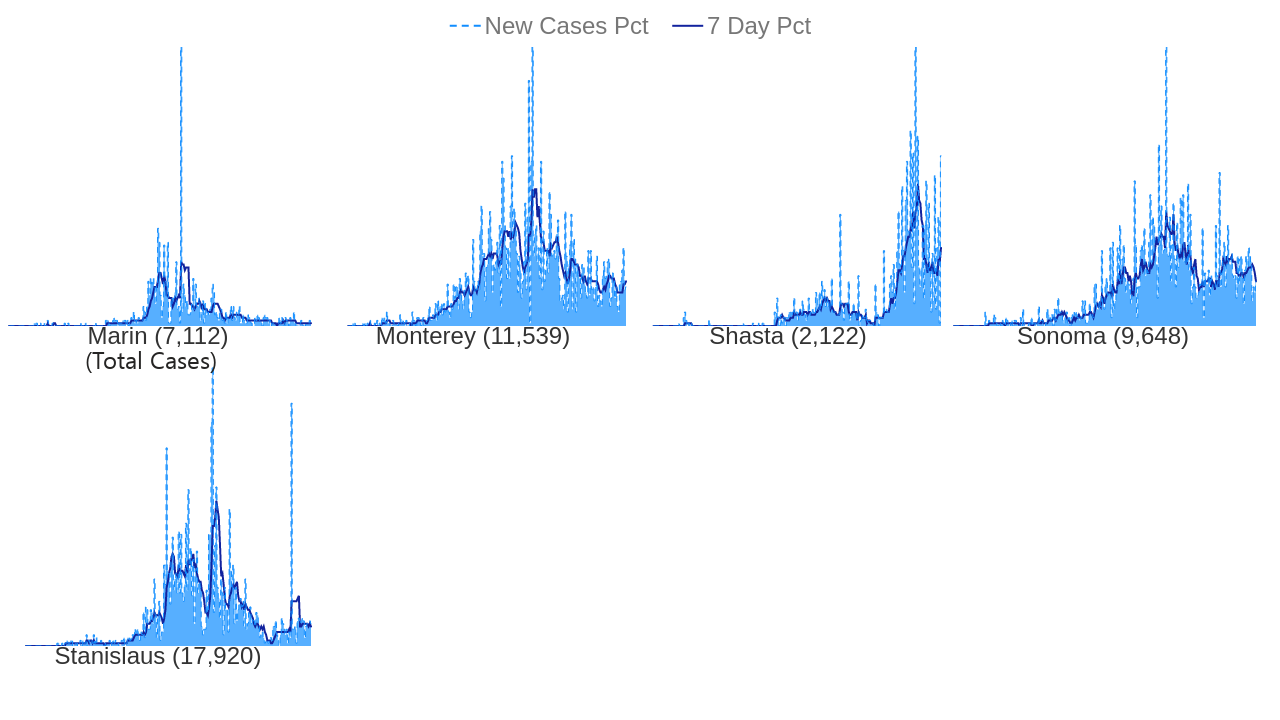 New Cases Pct 7 Day Pct
Marin (7,112) Monterey (11,539) Shasta (2,122) Sonoma (9,648)
(Total Cases)
Stanislaus (17,920)